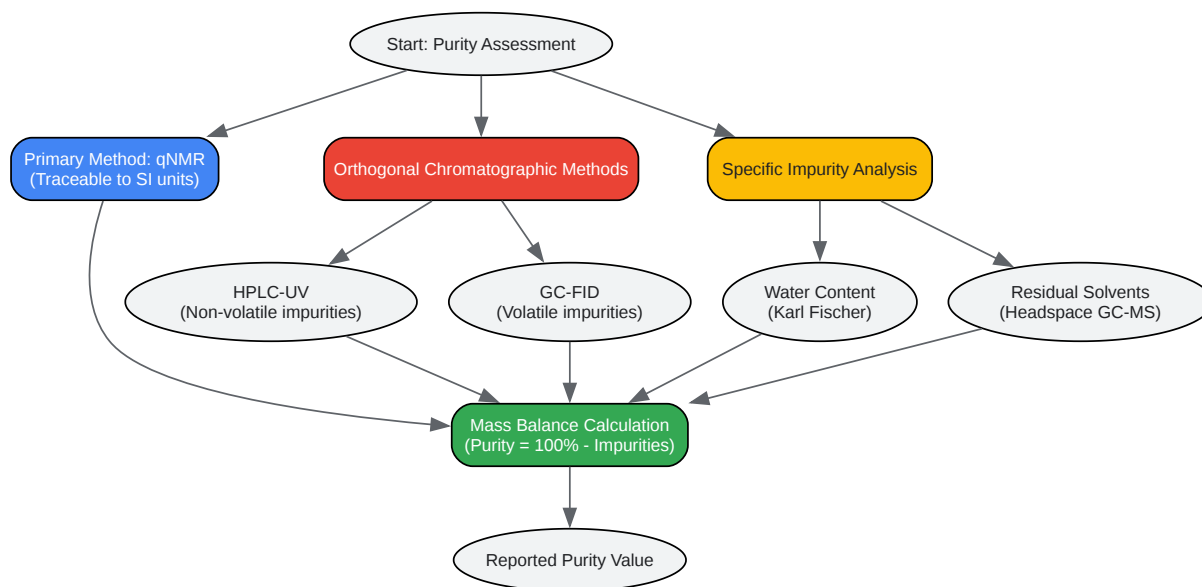 Start: Purity Assessment
Primary Method: qNMR
(Traceable to SI units)
Orthogonal Chromatographic Methods
Specific Impurity Analysis
HPLC-UV
(Non-volatile impurities)
GC-FID
(Volatile impurities)
Water Content
(Karl Fischer)
Residual Solvents
(Headspace GC-MS)
Mass Balance Calculation
(Purity = 100% - Impurities)
Reported Purity Value